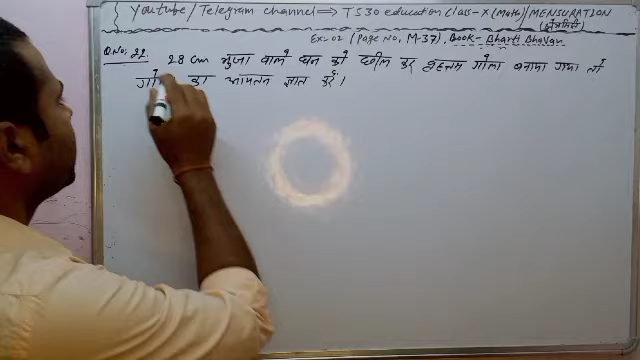 Youtube/Telegram channel ⇒ TS30 education Class-X (Math)/MENSURATION
(क्षेत्रमिति)
Ex-02 (Page No. M-37), Book- Bharti Bhavan
Q.No: 22. 28 cm भुजा वाले घन को छील कर वृहत्तम गोला बनाया गया तो
का आयतन ज्ञात करें।